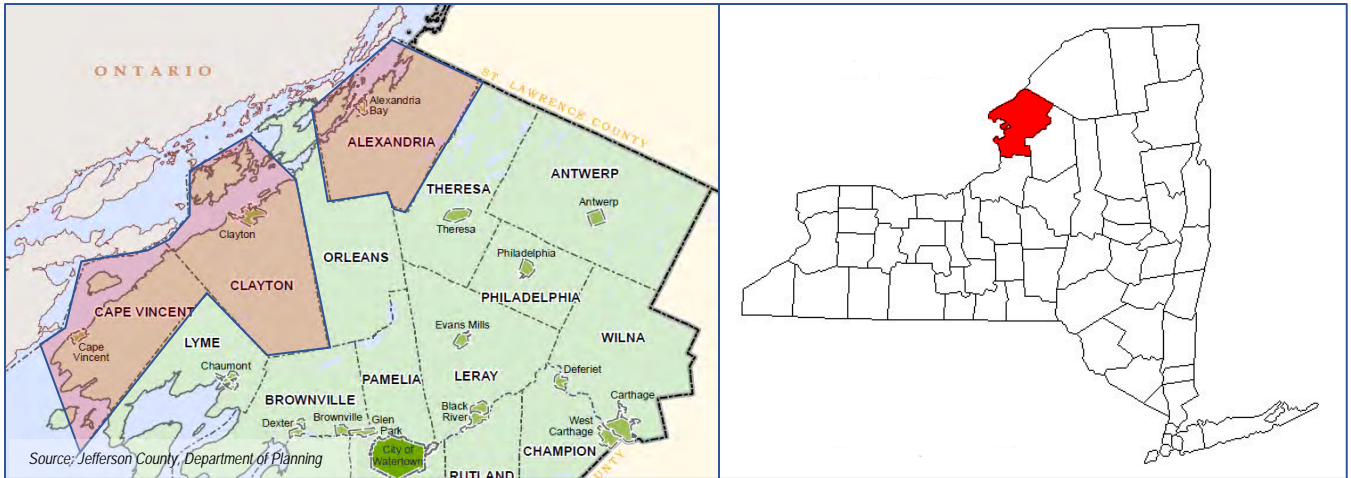 ONTARIO
ST. LAWRENCE COUNTY
Alexandria
Bay
ALEXANDRIA
THERESA
ANTWERP
Theresa
Antwerp
Clayton
ORLEANS
Philadelphia
CLAYTON
PHILADELPHIA
CAPE VINCENT
Cape
Vincent
LYME
Evans Mills
WILNA
Chaumont
PAMELIA
LERAY
Deferiet
BROWNVILLE
Carthage
Dexter
Brownville
Glen
Park
Black
River
West
Carthage
City of
Watertown
CHAMPION
RUTLAND
Source; Jefferson County, Department of Planning